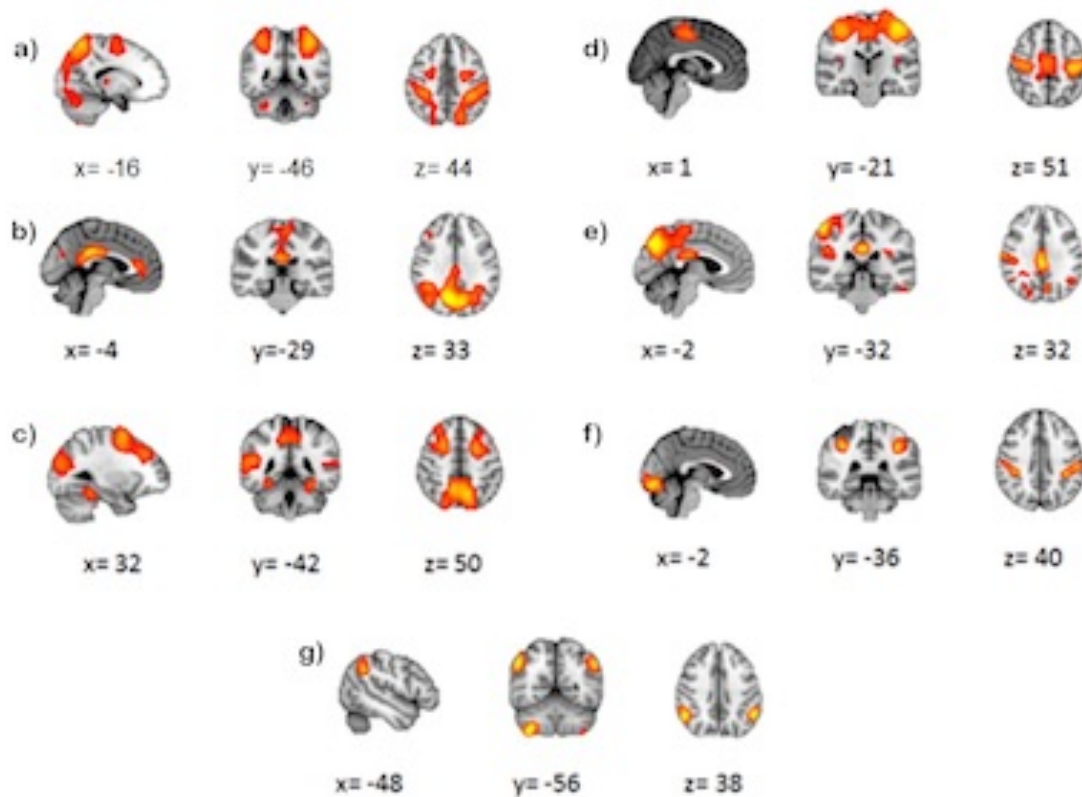 a)
x= -16 y= -46 z= 44
d)
x= 1 y= -21 z= 51
b)
x= -4 y=-29 z= 33
e)
x= -2 y= -32 z= 32
c)
x= 32 y= -42 z= 50
f)
x= -2 y= -36 z= 40
g)
x= -48 y= -56 z= 38